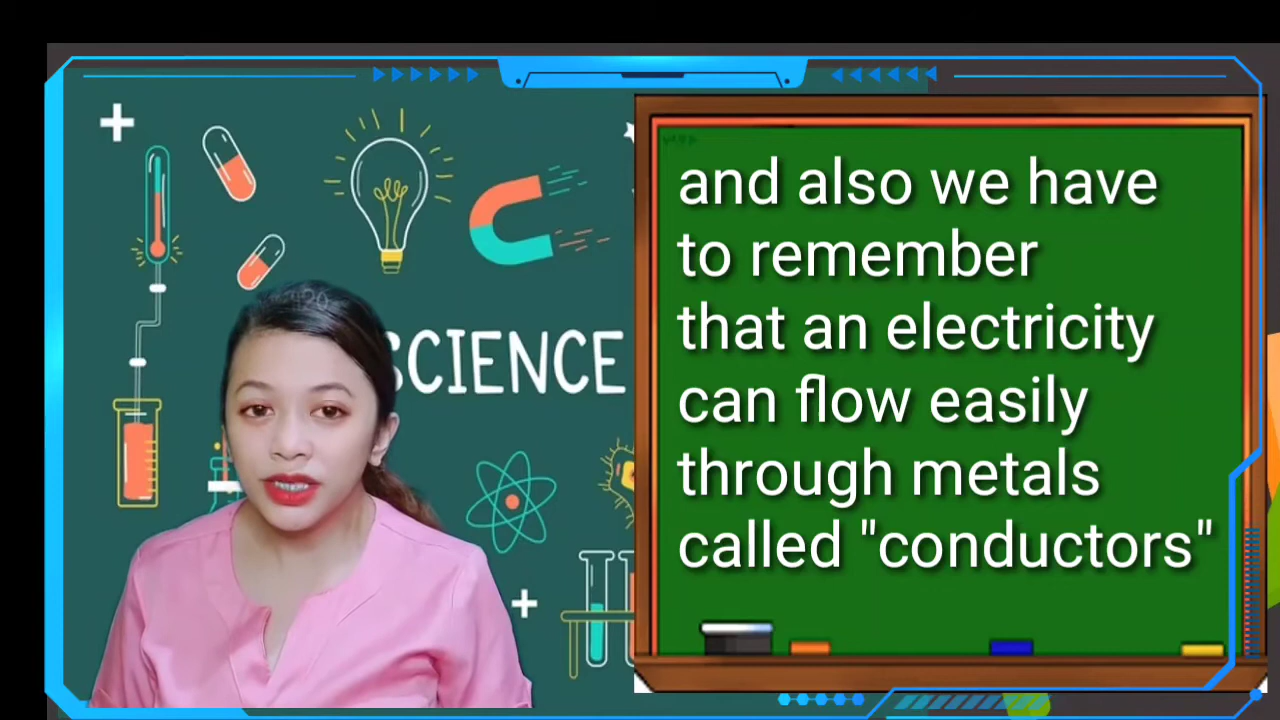 SCIENCE
and also we have
to remember
that an electricity
can flow easily
through metals
called "conductors"